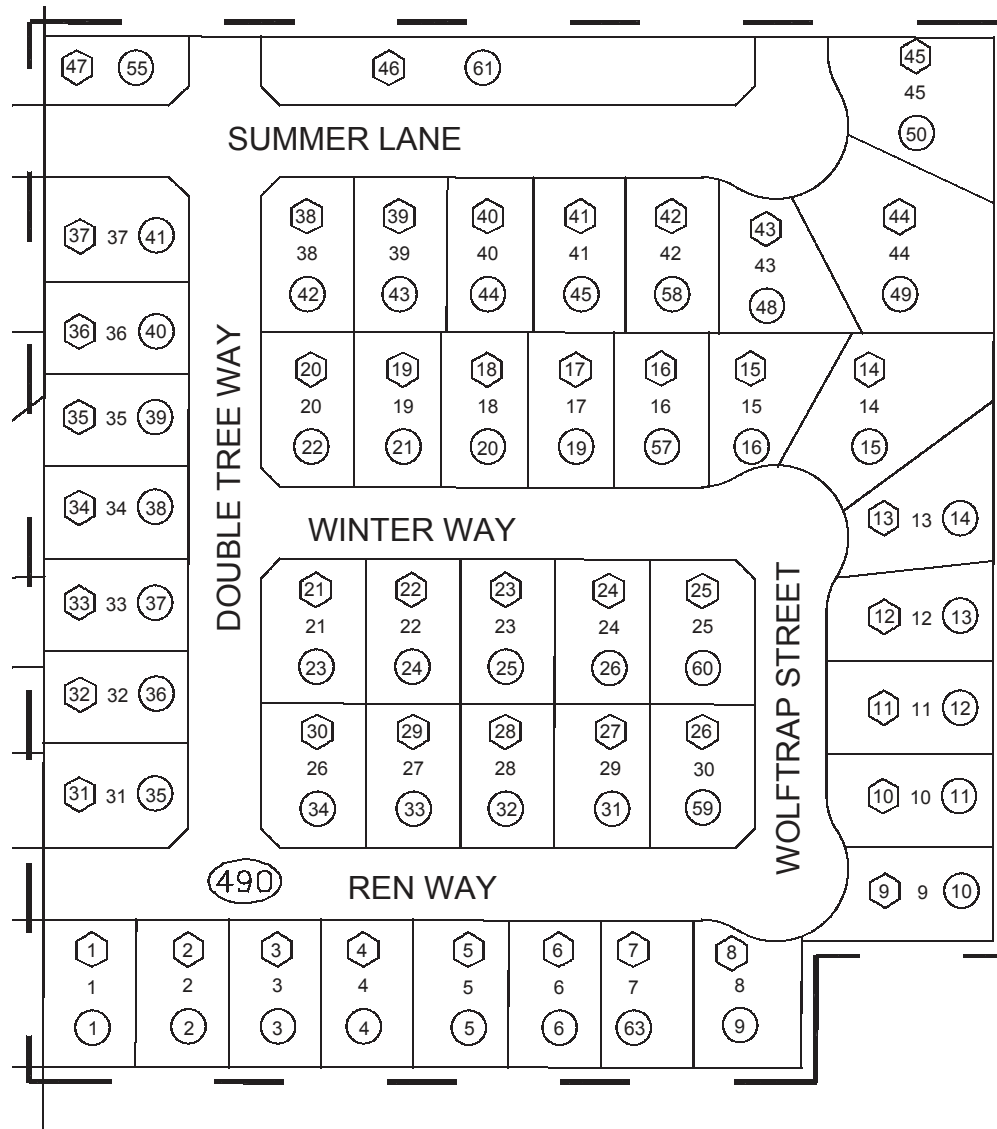 47 55 46 61 45
45
50
SUMMER LANE
37 37 41
38 39 40 41 42 43 44
38 39 40 41 42 43 44
42 43 44 45 58 48 49
36 36 40
DOUBLE TREE WAY
20 19 18 17 16 15 14
20 19 18 17 16 15 14
22 21 20 19 57 16 15
35 35 39
34 34 38
WINTER WAY
13 13 14
33 33 37
21 22 23 24 25
21 22 23 24 25
23 24 25 26 60
WOLFTRAP STREET
12 12 13
32 32 36
11 11 12
30 29 28 27 26
26 27 28 29 30
34 33 32 31 59
31 31 35
10 10 11
490
REN WAY
9 9 10
1 2 3 4 5 6 7 8
1 2 3 4 5 6 7 8
1 2 3 4 5 6 63 9